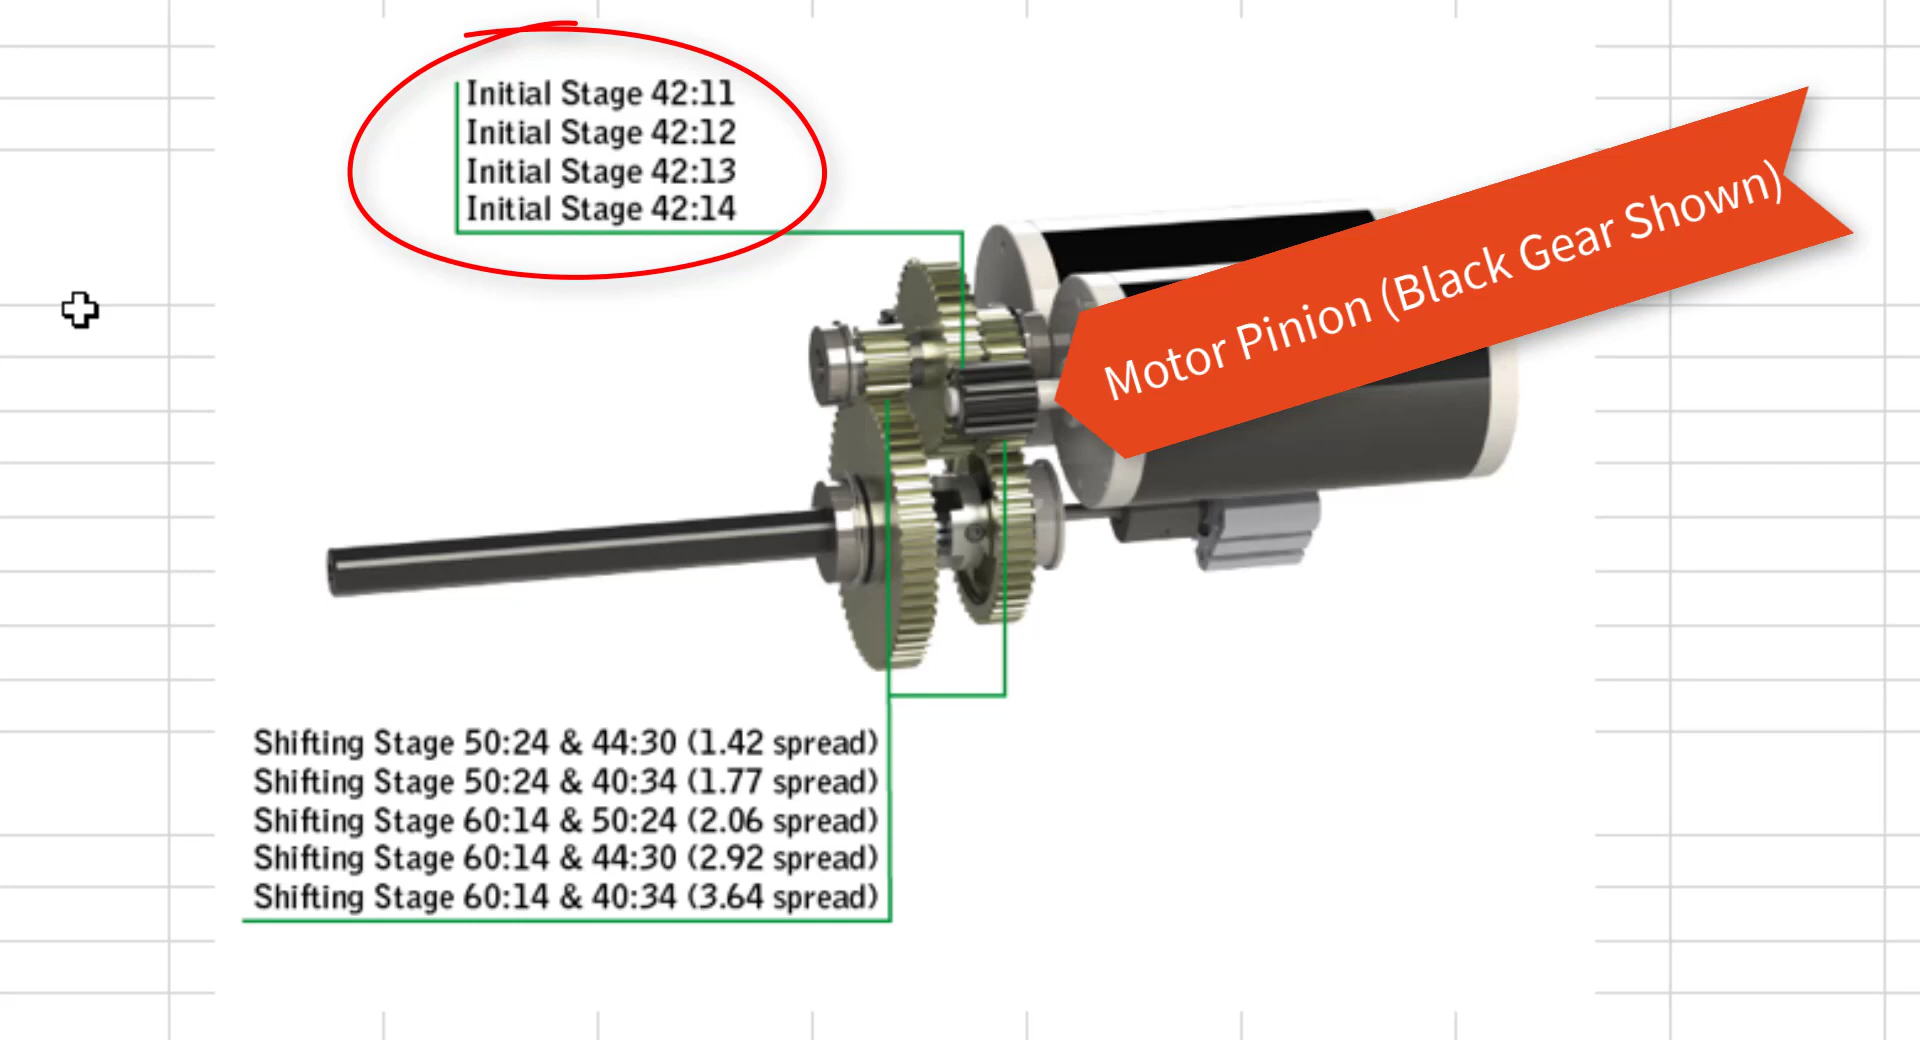 Initial Stage 42:11
Initial Stage 42:12
Initial Stage 42:13
Initial Stage 42:14
Motor Pinion (Black Gear Shown)
Shifting Stage 50:24 & 44:30 (1.42 spread)
Shifting Stage 50:24 & 40:34 (1.77 spread)
Shifting Stage 60:14 & 50:24 (2.06 spread)
Shifting Stage 60:14 & 44:30 (2.92 spread)
Shifting Stage 60:14 & 40:34 (3.64 spread)